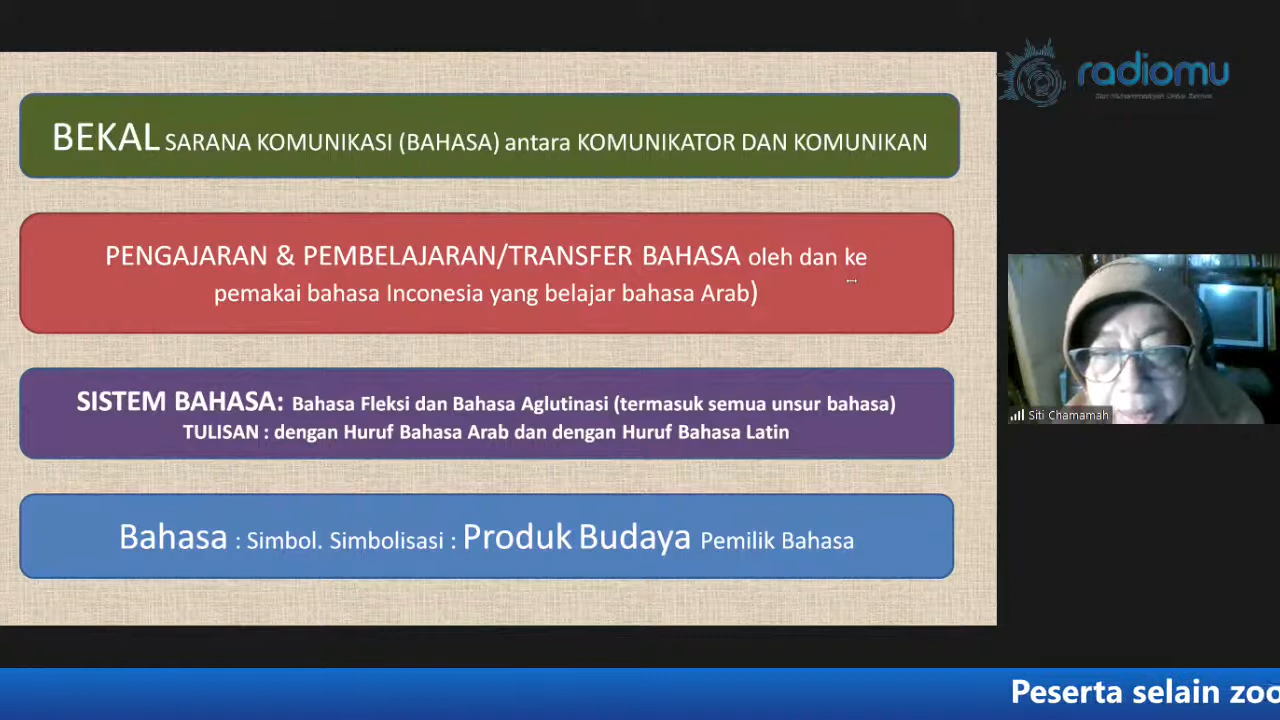 radiomu
BEKAL SARANA KOMUNIKASI (BAHASA) antara KOMUNIKATOR DAN KOMUNIKAN
PENGAJARAN & PEMBELAJARAN/TRANSFER BAHASA oleh dan ke
pemakai bahasa Inconesia yang belajar bahasa Arab)
SISTEM BAHASA: Bahasa Fleksi dan Bahasa Aglutinasi (termasuk semua unsur bahasa)
TULISAN : dengan Huruf Bahasa Arab dan dengan Huruf Bahasa Latin
Bahasa : Simbol. Simbolisasi : Produk Budaya Pemilik Bahasa
Siti Chamamah
Peserta selain zoo